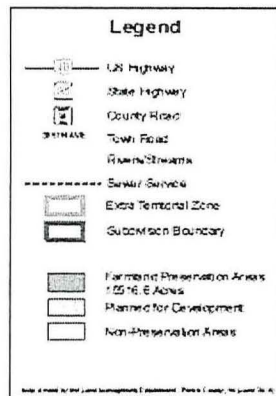 Legend
US Highway
State Highway
County Road
Town Road
Rivers/Streams
Sewer Service
Extra Territorial Zone
Subdivision Boundary
Farmland Preservation Areas
Acres
Planned for Development
Non-Preservation Areas